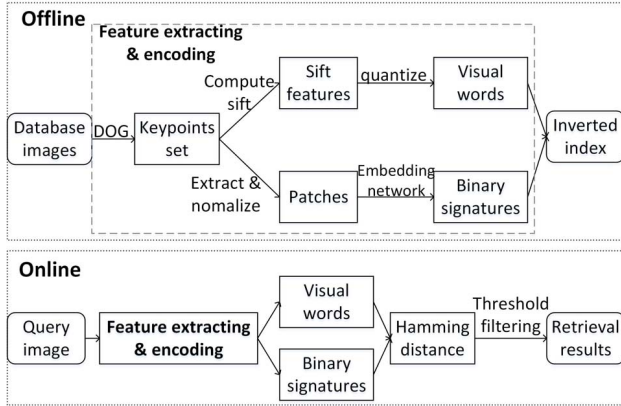 Offline
Feature extracting
& encoding
Database
images
DOG
Keypoints
set
Compute
sift
Sift
features
quantize
Visual
words
Extract &
nomalize
Patches
Embedding
network
Binary
signatures
Inverted
index
Online
Query
image
Feature extracting
& encoding
Visual
words
Binary
signatures
Hamming
distance
Threshold
filtering
Retrieval
results